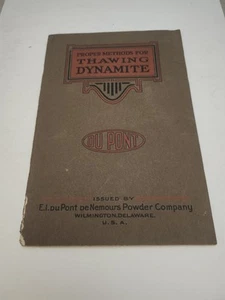 PROPER METHODS FOR
THAWING
DYNAMITE
DU PONT
ISSUED BY
E.I. DU PONT DE NEMOURS POWDER COMPANY
WILMINGTON, DELAWARE,
U. S. A.